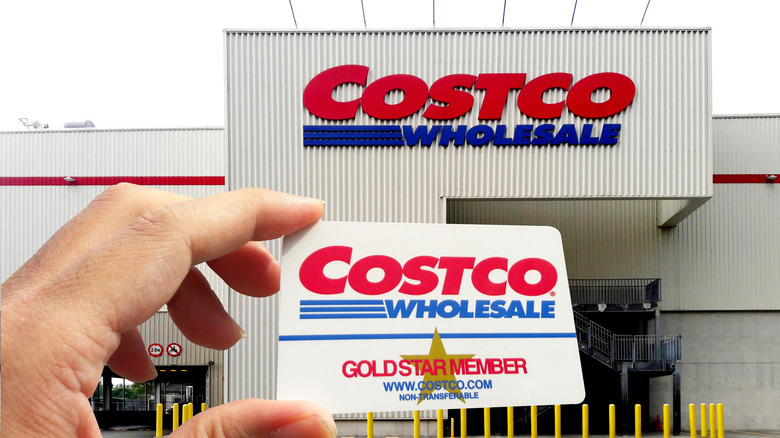 COSTCO
WHOLESALE
COSTCO
WHOLESALE
GOLD STAR MEMBER
WWW.COSTCO.COM
NON-TRANSFERABLE